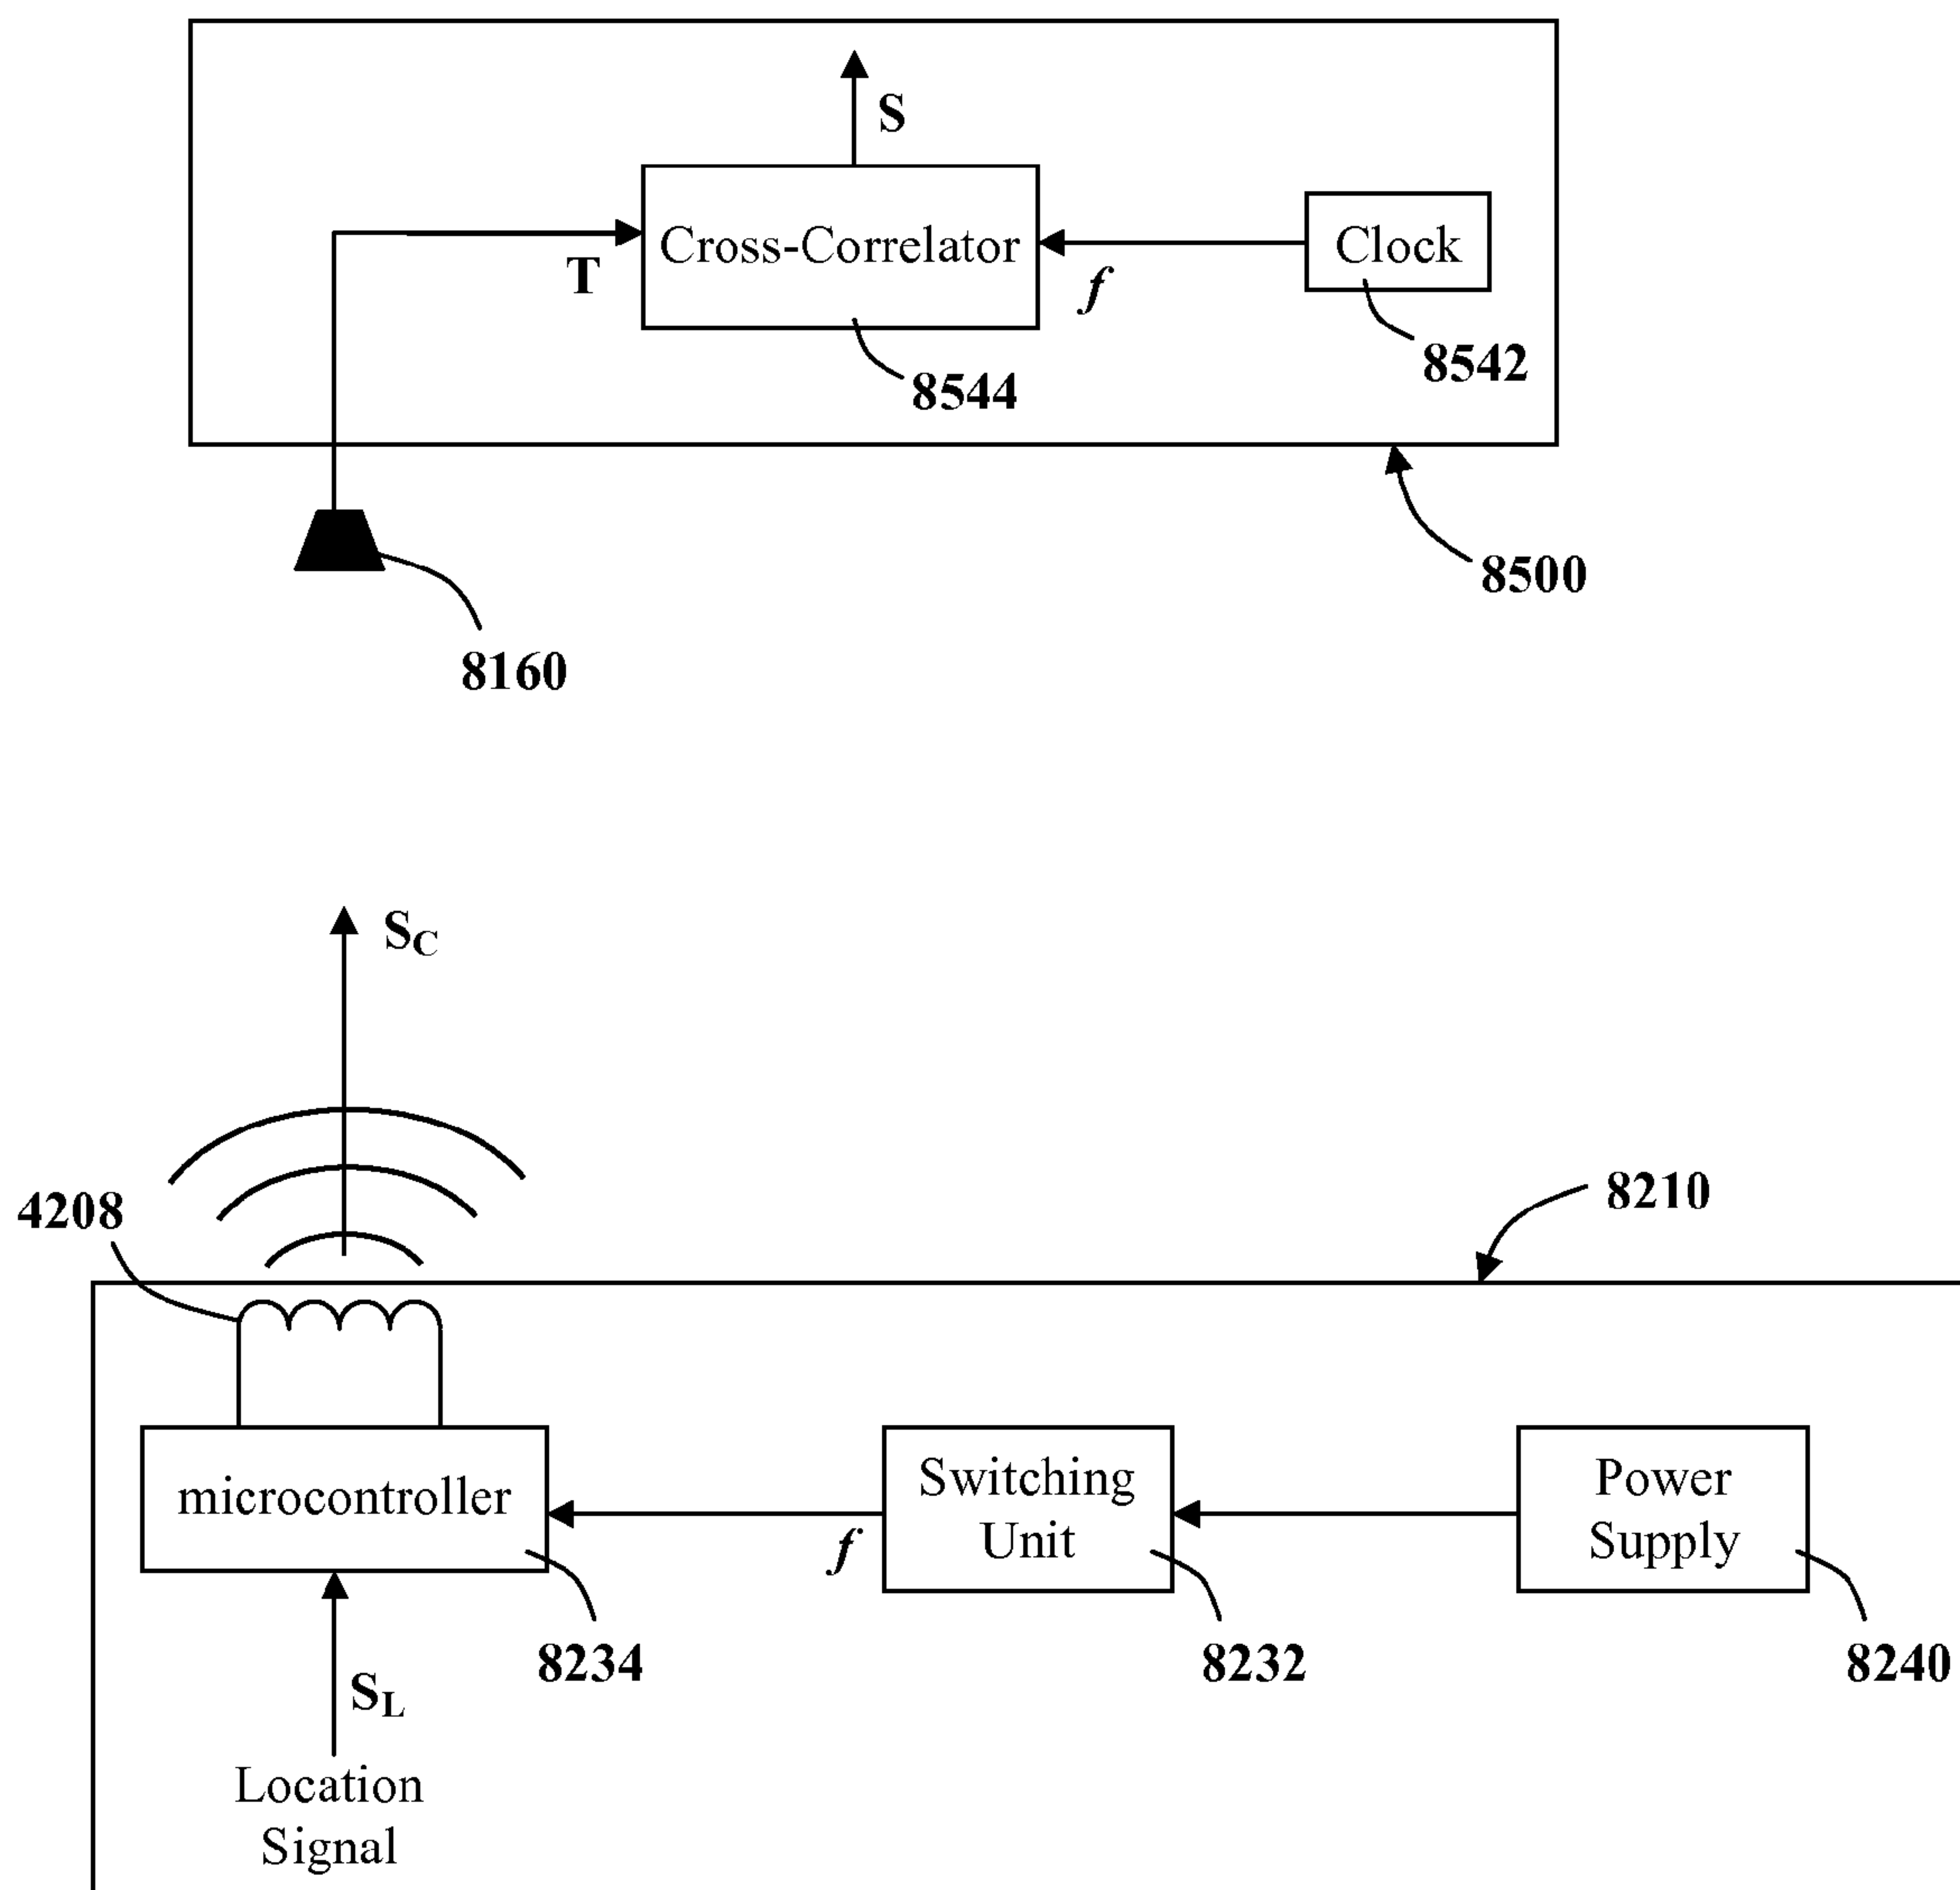 S
Cross-Correlator
Clock
T
f
8542
8544
8500
8160
SC
4208
8210
microcontroller
Switching
Unit
Power
Supply
f
8234
8232
8240
SL
Location
Signal